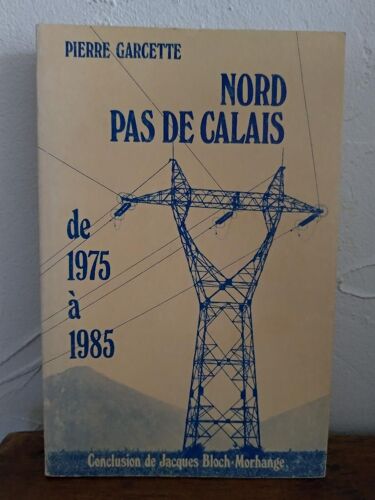 PIERRE GARCETTE
NORD
PAS DE CALAIS
de
1975
à
1985
Conclusion de Jacques Bloch-Morhange